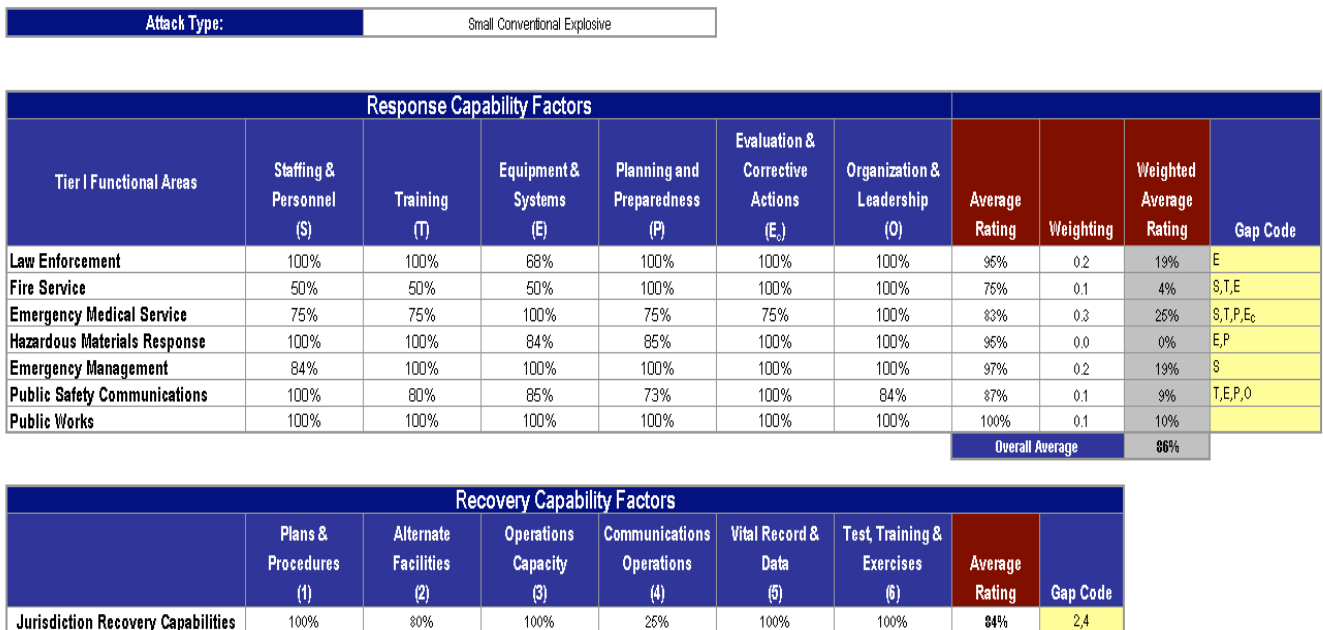 Attack Type: Small Conventional Explosive
Response Capability Factors
Tier I Functional Areas Staffing & Personnel (S) Training (T) Equipment & Systems (E) Planning and Preparedness (P) Evaluation & Corrective Actions (Ec) Organization & Leadership (O) Average Rating Weighting Weighted Average Rating Gap Code
Law Enforcement 100% 100% 68% 100% 100% 100% 95% 0.2 19% E
Fire Service 50% 50% 50% 100% 100% 100% 75% 0.1 4% S,T,E
Emergency Medical Service 75% 75% 100% 75% 75% 100% 83% 0.3 25% S,T,P,Ec
Hazardous Materials Response 100% 100% 84% 85% 100% 100% 95% 0.0 0% E,P
Emergency Management 84% 100% 100% 100% 100% 100% 97% 0.2 19% S
Public Safety Communications 100% 80% 85% 73% 100% 84% 87% 0.1 9% T,E,P,O
Public Works 100% 100% 100% 100% 100% 100% 100% 0.1 10%
Overall Average 86%
Recovery Capability Factors
Plans & Procedures (1) Alternate Facilities (2) Operations Capacity (3) Communications Operations (4) Vital Record & Data (5) Test, Training & Exercises (6) Average Rating Gap Code
Jurisdiction Recovery Capabilities 100% 80% 100% 25% 100% 100% 84% 2,4